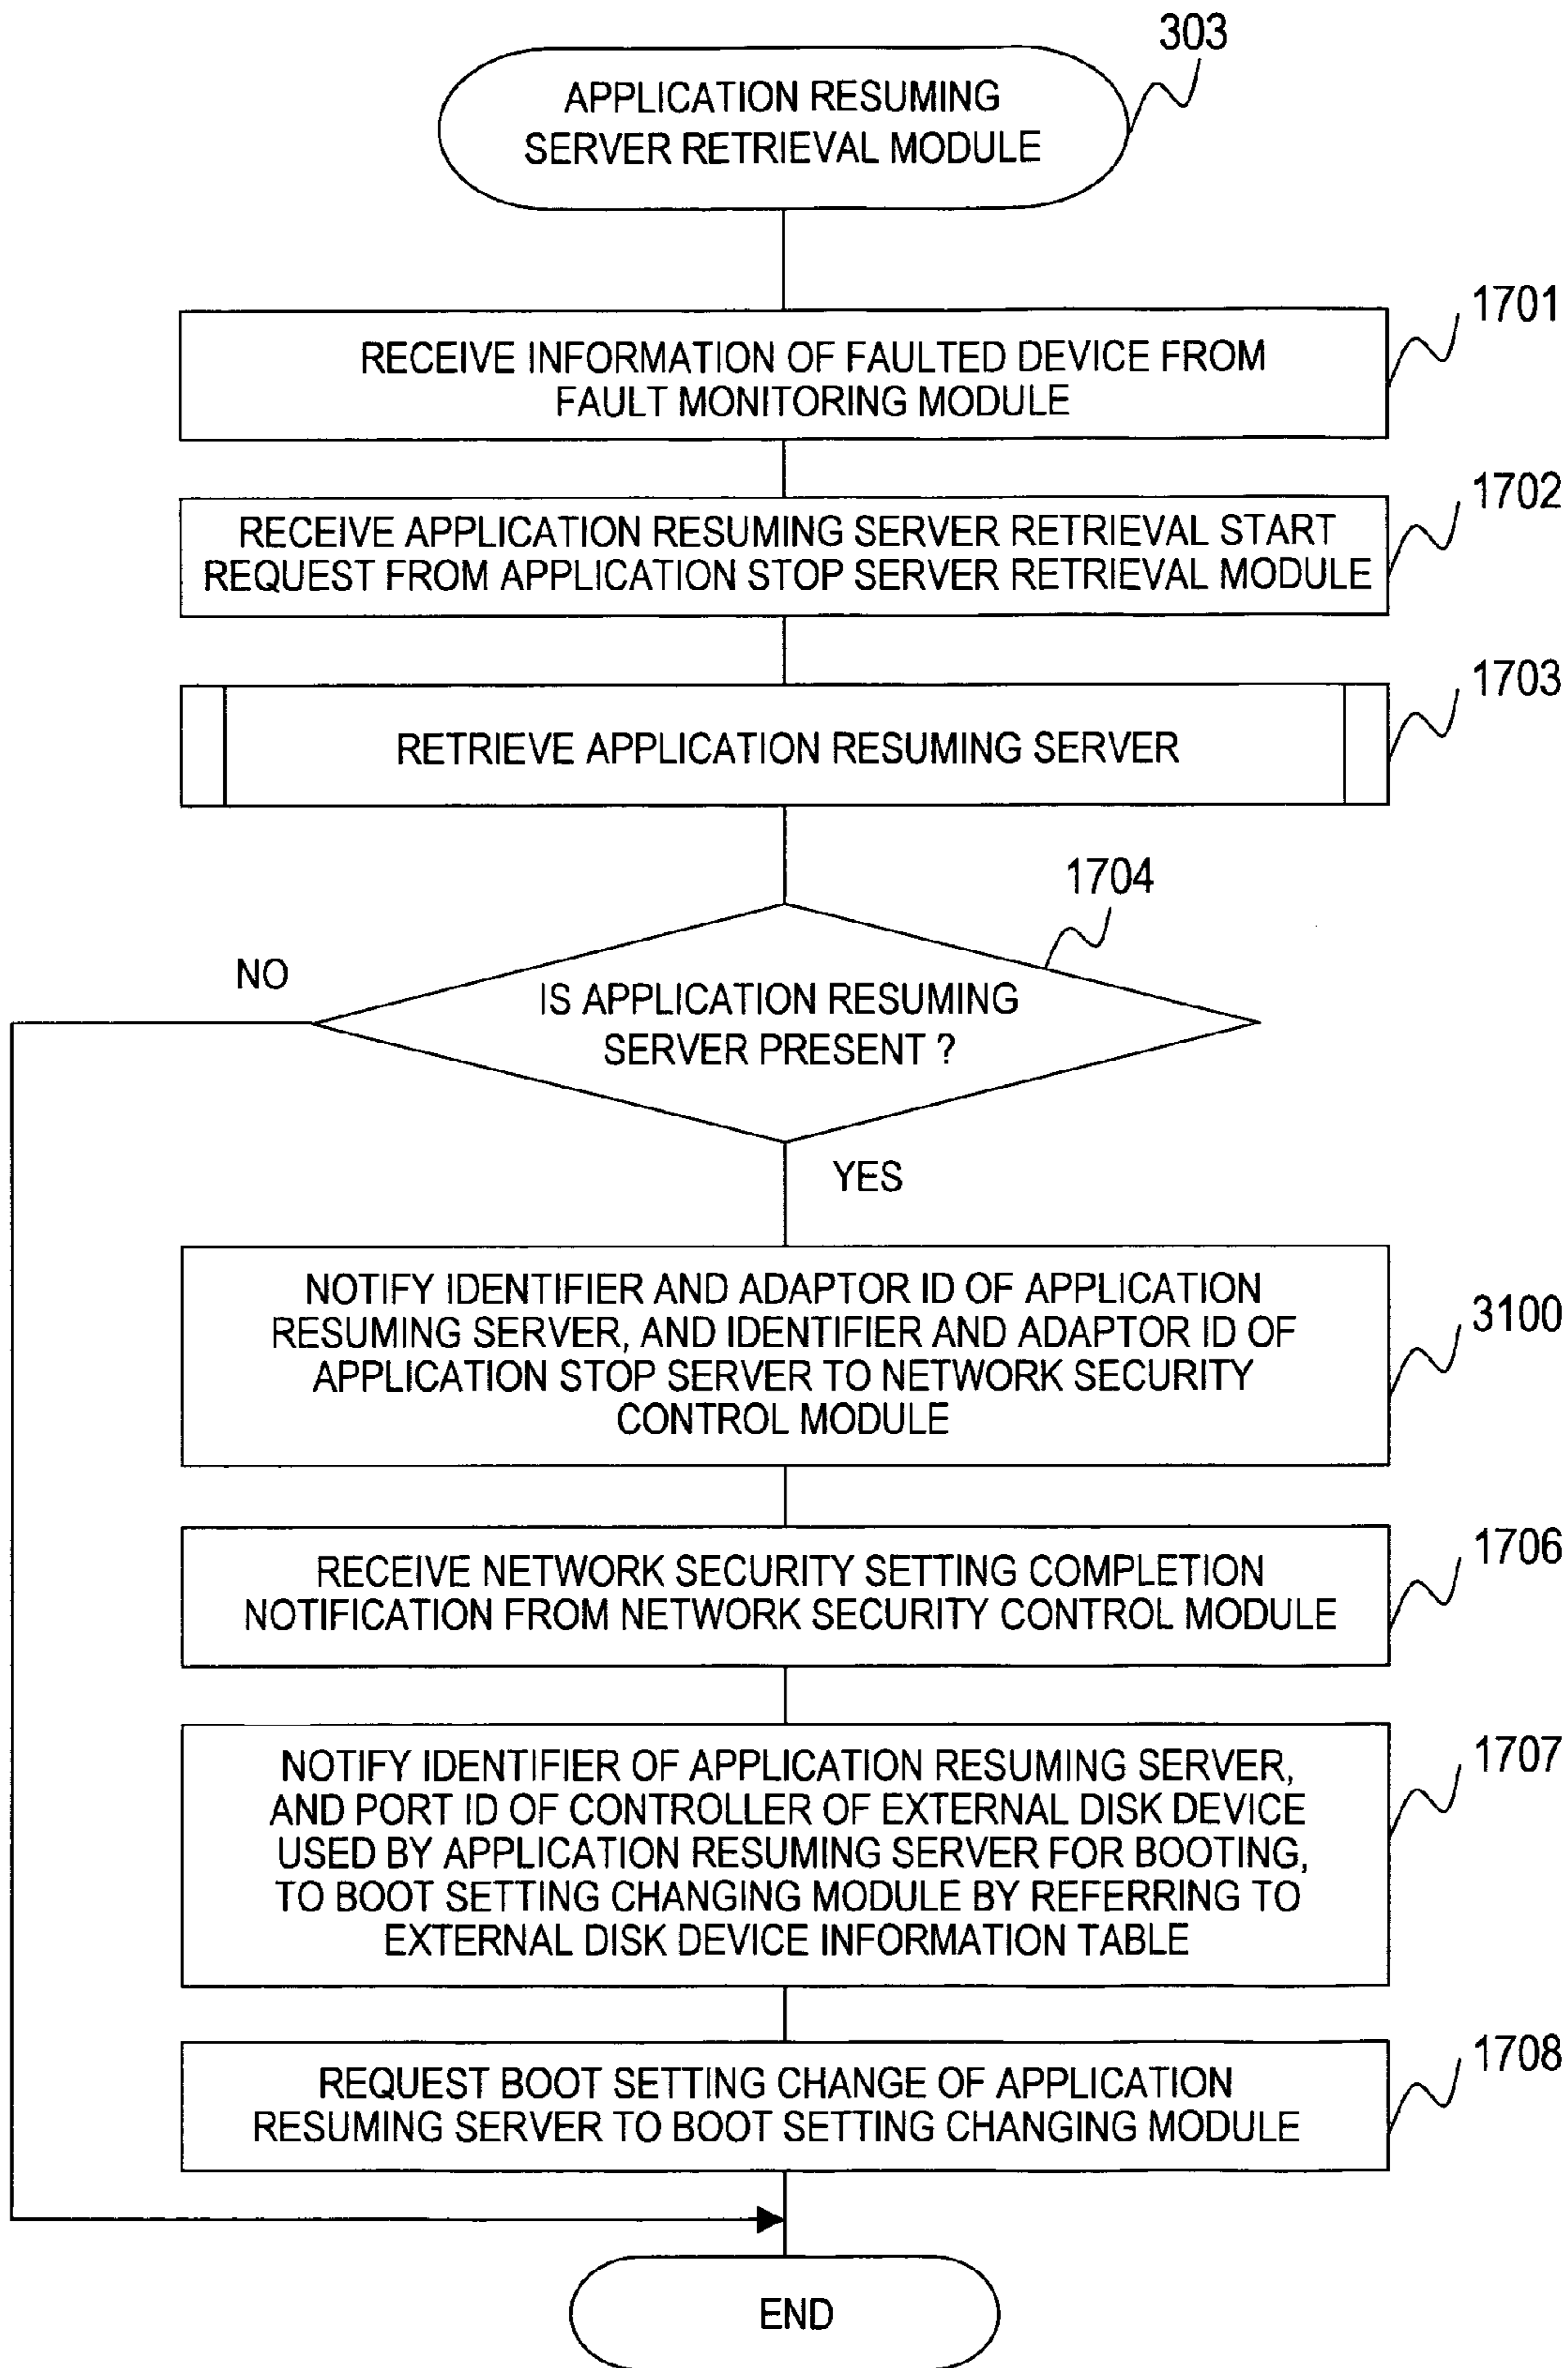 303
APPLICATION RESUMING
SERVER RETRIEVAL MODULE
1701
RECEIVE INFORMATION OF FAULTED DEVICE FROM
FAULT MONITORING MODULE
1702
RECEIVE APPLICATION RESUMING SERVER RETRIEVAL START
REQUEST FROM APPLICATION STOP SERVER RETRIEVAL MODULE
1703
RETRIEVE APPLICATION RESUMING SERVER
1704
NO
IS APPLICATION RESUMING
SERVER PRESENT ?
YES
NOTIFY IDENTIFIER AND ADAPTOR ID OF APPLICATION
RESUMING SERVER, AND IDENTIFIER AND ADAPTOR ID OF
APPLICATION STOP SERVER TO NETWORK SECURITY
CONTROL MODULE
3100
RECEIVE NETWORK SECURITY SETTING COMPLETION
NOTIFICATION FROM NETWORK SECURITY CONTROL MODULE
1706
NOTIFY IDENTIFIER OF APPLICATION RESUMING SERVER,
AND PORT ID OF CONTROLLER OF EXTERNAL DISK DEVICE
USED BY APPLICATION RESUMING SERVER FOR BOOTING,
TO BOOT SETTING CHANGING MODULE BY REFERRING TO
EXTERNAL DISK DEVICE INFORMATION TABLE
1707
REQUEST BOOT SETTING CHANGE OF APPLICATION
RESUMING SERVER TO BOOT SETTING CHANGING MODULE
1708
END